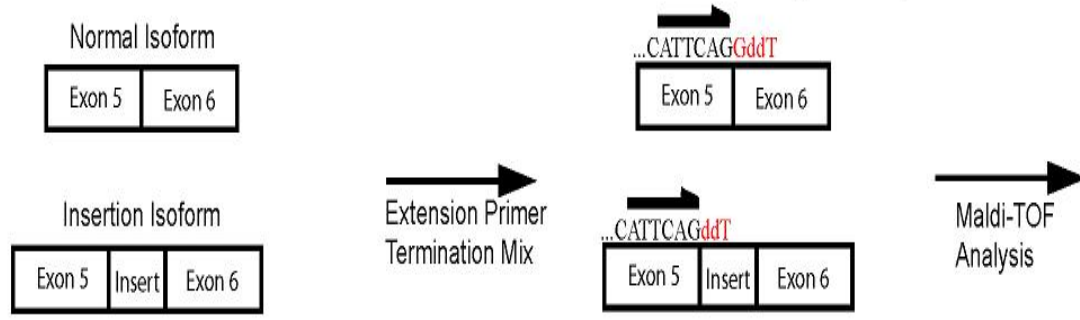 Normal Isoform
Exon 5 Exon 6
Insertion Isoform
Exon 5 Insert Exon 6
Extension Primer
Termination Mix
...CATTCAGGddT
Exon 5 Exon 6
...CATTCAGddT
Exon 5 Insert Exon 6
Maldi-TOF
Analysis